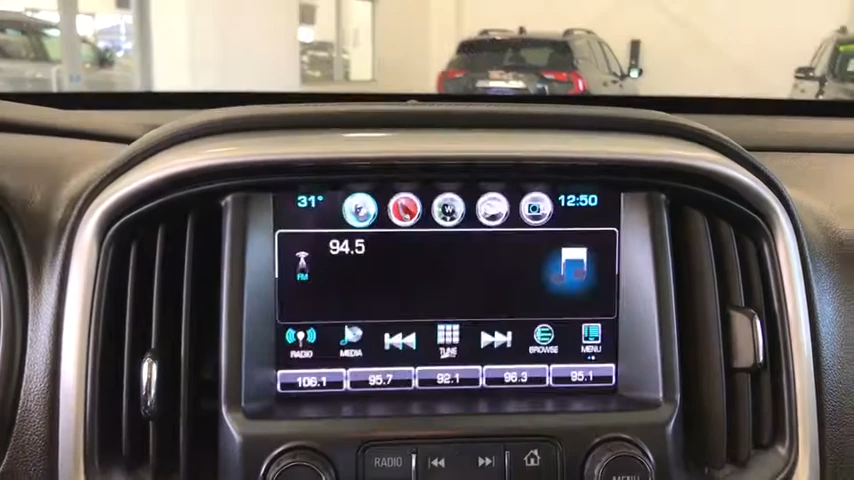 31° W 12:50
94.5
FM
RADIO MEDIA TUNE BROWSE MENU
106.1 95.7 92.1 96.3 95.1
RADIO
MENU